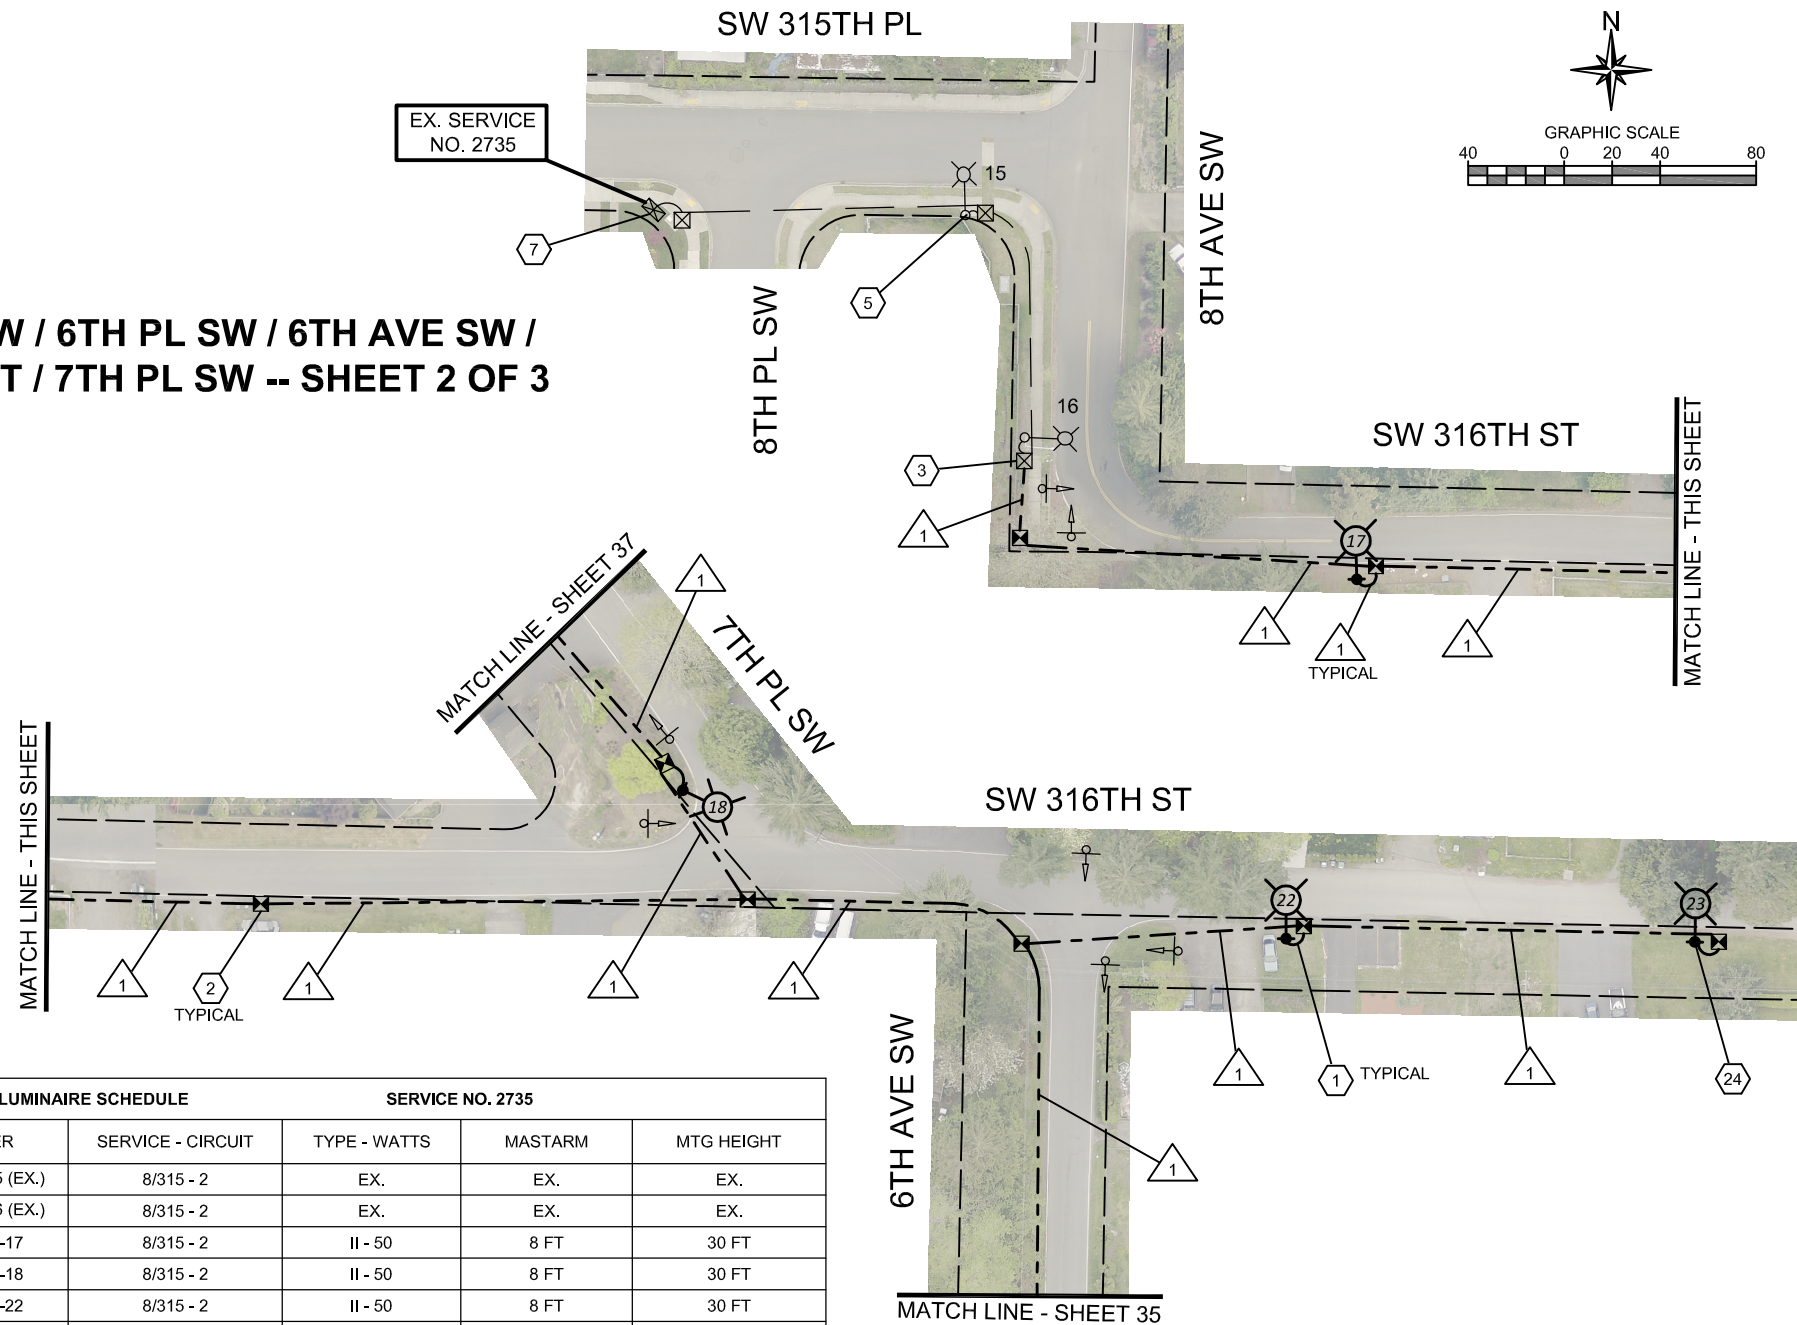 SW 315TH PL
N
GRAPHIC SCALE
40 0 20 40 80
EX. SERVICE
NO. 2735
15
7
5
8TH AVE SW
8TH PL SW
W / 6TH PL SW / 6TH AVE SW /
T / 7TH PL SW -- SHEET 2 OF 3
16
3
1
SW 316TH ST
17
1
1
TYPICAL
1
MATCH LINE - THIS SHEET
MATCH LINE - SHEET 37
1
7TH PL SW
18
MATCH LINE - THIS SHEET
SW 316TH ST
22
23
1
2
TYPICAL
1
1
1
6TH AVE SW
1
1
TYPICAL
1
24
1
MATCH LINE - SHEET 35
LUMINAIRE SCHEDULE SERVICE NO. 2735
ER SERVICE - CIRCUIT TYPE - WATTS MASTARM MTG HEIGHT
5 (EX.) 8/315 - 2 EX. EX. EX.
6 (EX.) 8/315 - 2 EX. EX. EX.
-17 8/315 - 2 II - 50 8 FT 30 FT
-18 8/315 - 2 II - 50 8 FT 30 FT
-22 8/315 - 2 II - 50 8 FT 30 FT